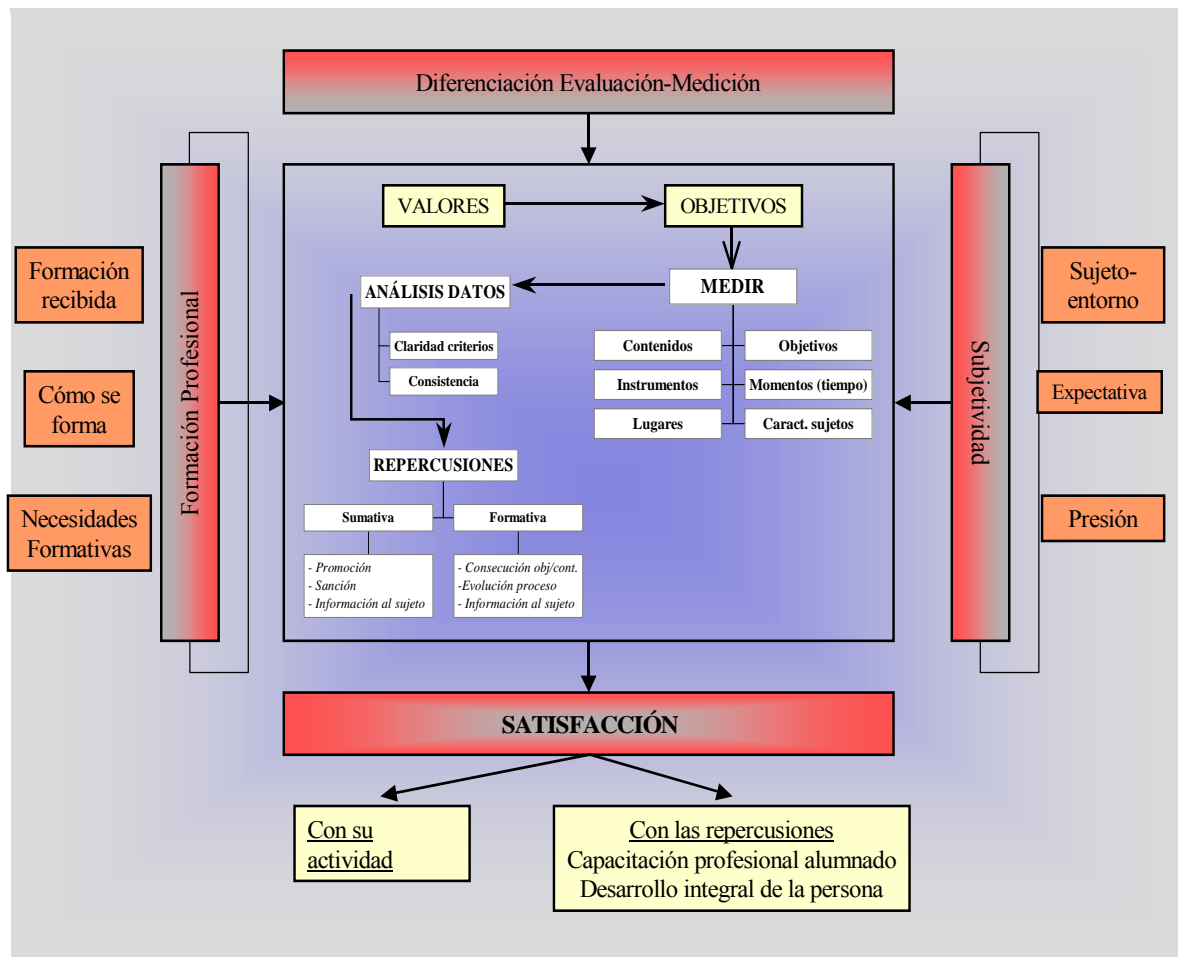 Diferenciación Evaluación-Medición
VALORES
OBJETIVOS
Formación
recibida
Cómo se
forma
Necesidades
Formativas
Formación Profesional
ANÁLISIS DATOS
Claridad criterios
Consistencia
MEDIR
Contenidos
Objetivos
Instrumentos
Momentos (tiempo)
Lugares
Caract. sujetos
REPERCUSIONES
Sumativa
Formativa
- Promoción
- Sanción
- Información al sujeto
- Consecución obj/cont.
-Evolución proceso
- Información al sujeto
Subjetividad
Sujeto-
entorno
Expectativa
Presión
SATISFACCIÓN
Con su
actividad
Con las repercusiones
Capacitación profesional alumnado
Desarrollo integral de la persona